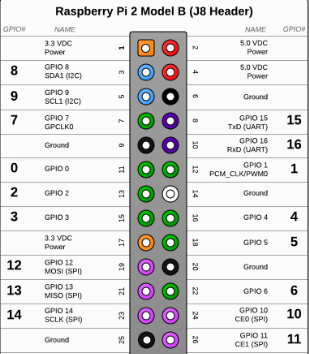 Raspberry Pi 2 Model B (J8 Header)
GPIO# NAME NAME GPIO#
3.3 VDC Power 1 2 5.0 VDC Power
8 GPIO 8 SDA1 (I2C) 3 4 5.0 VDC Power
9 GPIO 9 SCL1 (I2C) 5 6 Ground
7 GPIO 7 GPCLK0 7 8 GPIO 15 TxD (UART) 15
Ground 9 10 GPIO 16 RxD (UART) 16
0 GPIO 0 11 12 GPIO 1 PCM_CLK/PWM0 1
2 GPIO 2 13 14 Ground
3 GPIO 3 15 16 GPIO 4 4
3.3 VDC Power 17 18 GPIO 5 5
12 GPIO 12 MOSI (SPI) 19 20 Ground
13 GPIO 13 MISO (SPI) 21 22 GPIO 6 6
14 GPIO 14 SCLK (SPI) 23 24 GPIO 10 CE0 (SPI) 10
Ground 25 26 GPIO 11 CE1 (SPI) 11